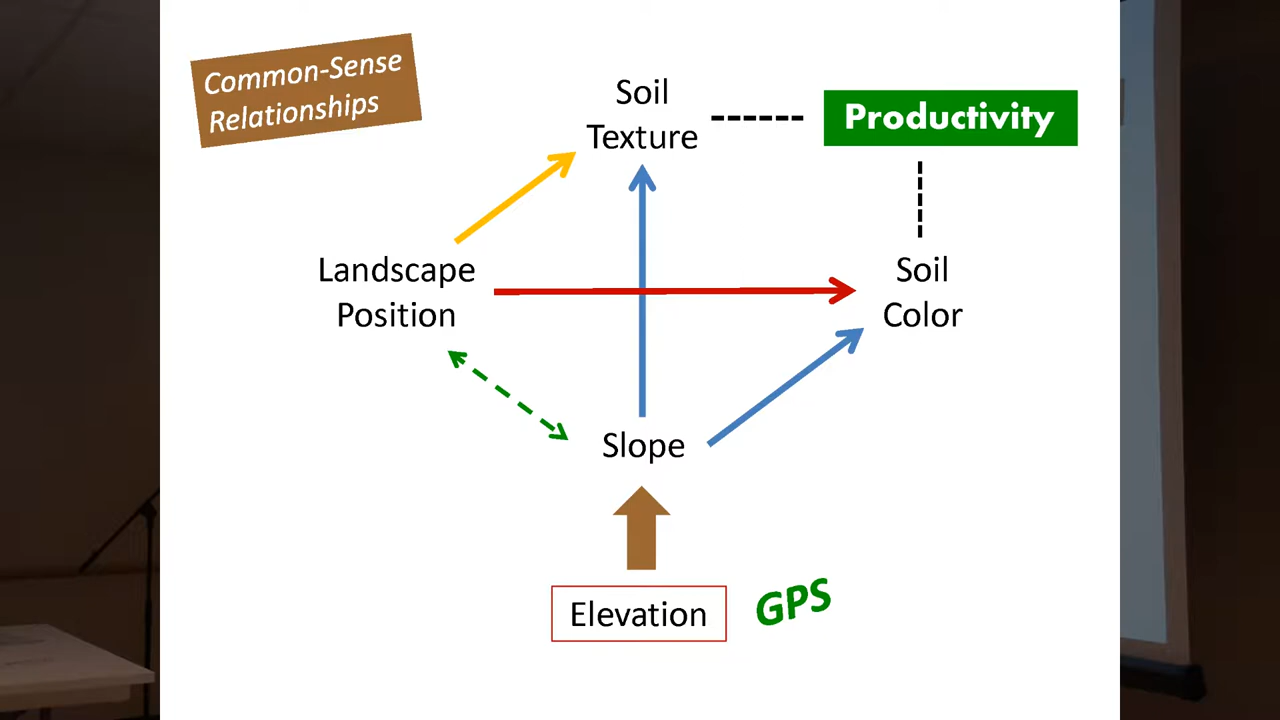 Common-Sense
Relationships
Soil
Texture
Productivity
Landscape
Position
Soil
Color
Slope
Elevation
GPS